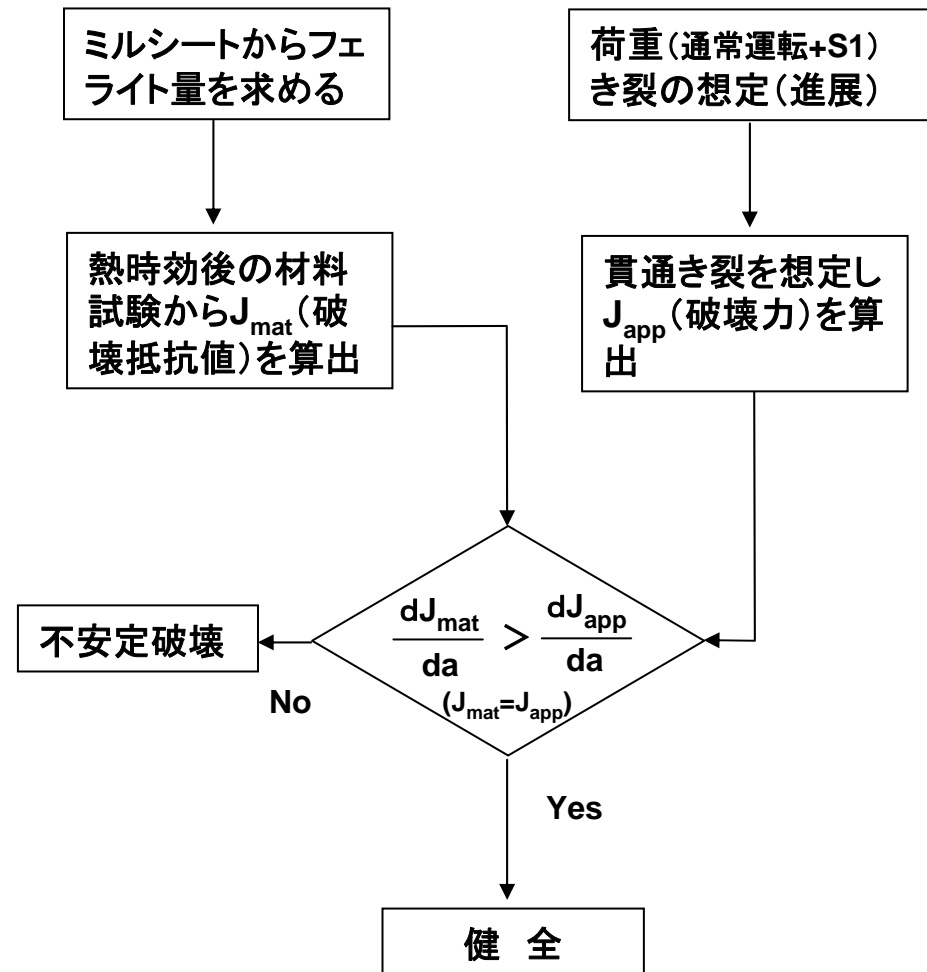 ミルシートからフェ
ライト量を求める
荷重(通常運転+S1)
き裂の想定(進展)
熱時効後の材料
試験からJmat(破
壊抵抗値)を算出
貫通き裂を想定し
Japp(破壊力)を算
出
dJmat
da
>
dJapp
da
(Jmat=Japp)
不安定破壊
No
Yes
健 全